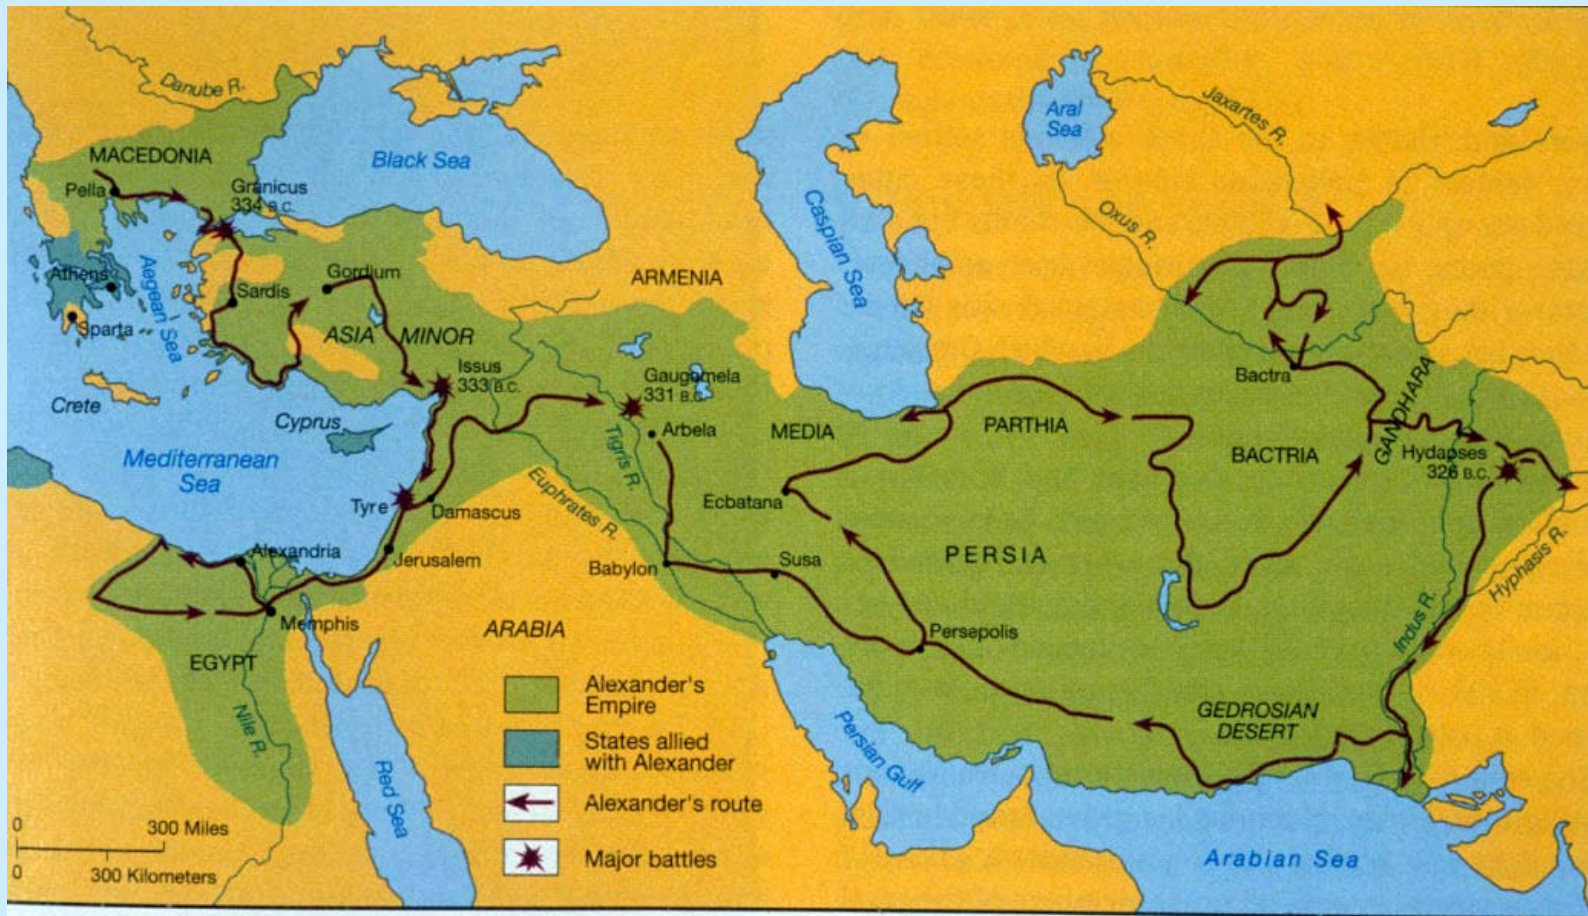 Danube R.
MACEDONIA
Pella
Granicus
334 B.C.
Black Sea
Athens
Aegean Sea
Sparta
Sardis
Gordium
ASIA MINOR
Crete
Cyprus
Mediterranean
Sea
Issus
333 B.C.
ARMENIA
Gaugomela
331 B.C.
Arbela
Tigris R.
Euphrates R.
Tyre
Damascus
Jerusalem
Alexandria
Memphis
EGYPT
Nile R.
Red Sea
ARABIA
Babylon
Susa
Ecbatana
MEDIA
Caspian Sea
Aral
Sea
Jaxartes R.
Oxus R.
PARTHIA
Bactra
BACTRIA
GANDHARA
Hydapses
326 B.C.
Hyphasis R.
Indus R.
PERSIA
Persepolis
GEDROSIAN
DESERT
Persian Gulf
Arabian Sea
Alexander's
Empire
States allied
with Alexander
Alexander's route
Major battles
0 300 Miles
0 300 Kilometers